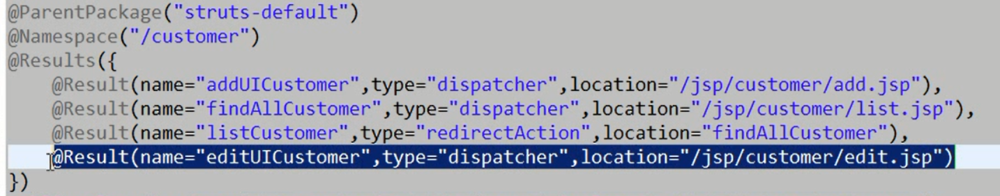 @ParentPackage("struts-default")
@Namespace("/customer")
@Results({
    @Result(name="addUICustomer",type="dispatcher",location="/jsp/customer/add.jsp"),
    @Result(name="findAllCustomer",type="dispatcher",location="/jsp/customer/list.jsp"),
    @Result(name="listCustomer",type="redirectAction",location="findAllCustomer"),
    @Result(name="editUICustomer",type="dispatcher",location="/jsp/customer/edit.jsp")
})